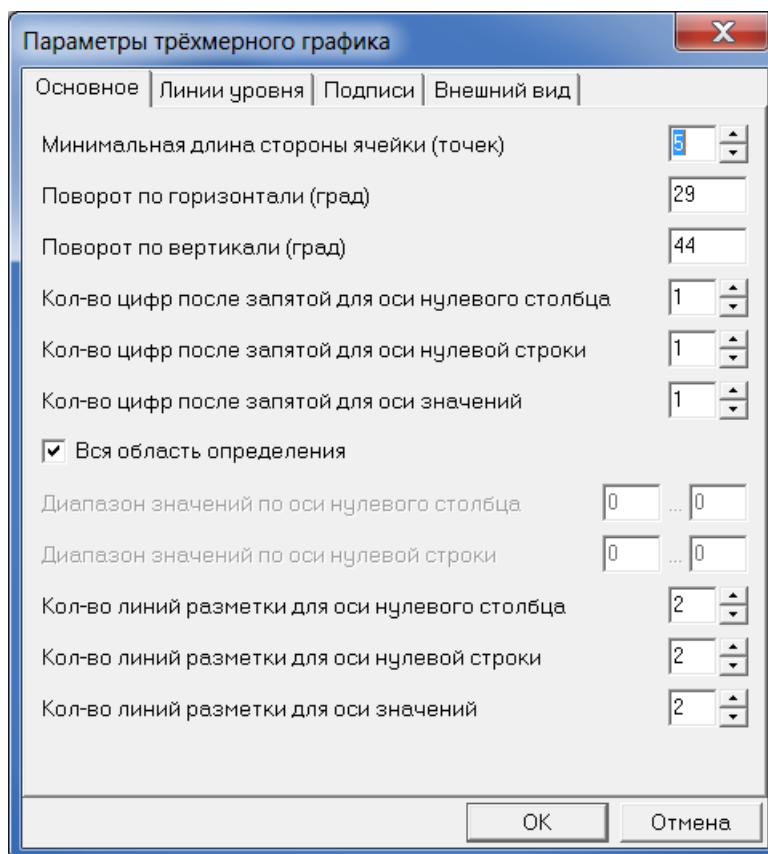 Параметры трёхмерного графика
Основное Линии уровня Подписи Внешний вид
Минимальная длина стороны ячейки (точек) 5
Поворот по горизонтали (град) 29
Поворот по вертикали (град) 44
Кол-во цифр после запятой для оси нулевого столбца 1
Кол-во цифр после запятой для оси нулевой строки 1
Кол-во цифр после запятой для оси значений 1
Вся область определения
Диапазон значений по оси нулевого столбца 0 ... 0
Диапазон значений по оси нулевой строки 0 ... 0
Кол-во линий разметки для оси нулевого столбца 2
Кол-во линий разметки для оси нулевой строки 2
Кол-во линий разметки для оси значений 2
OK Отмена